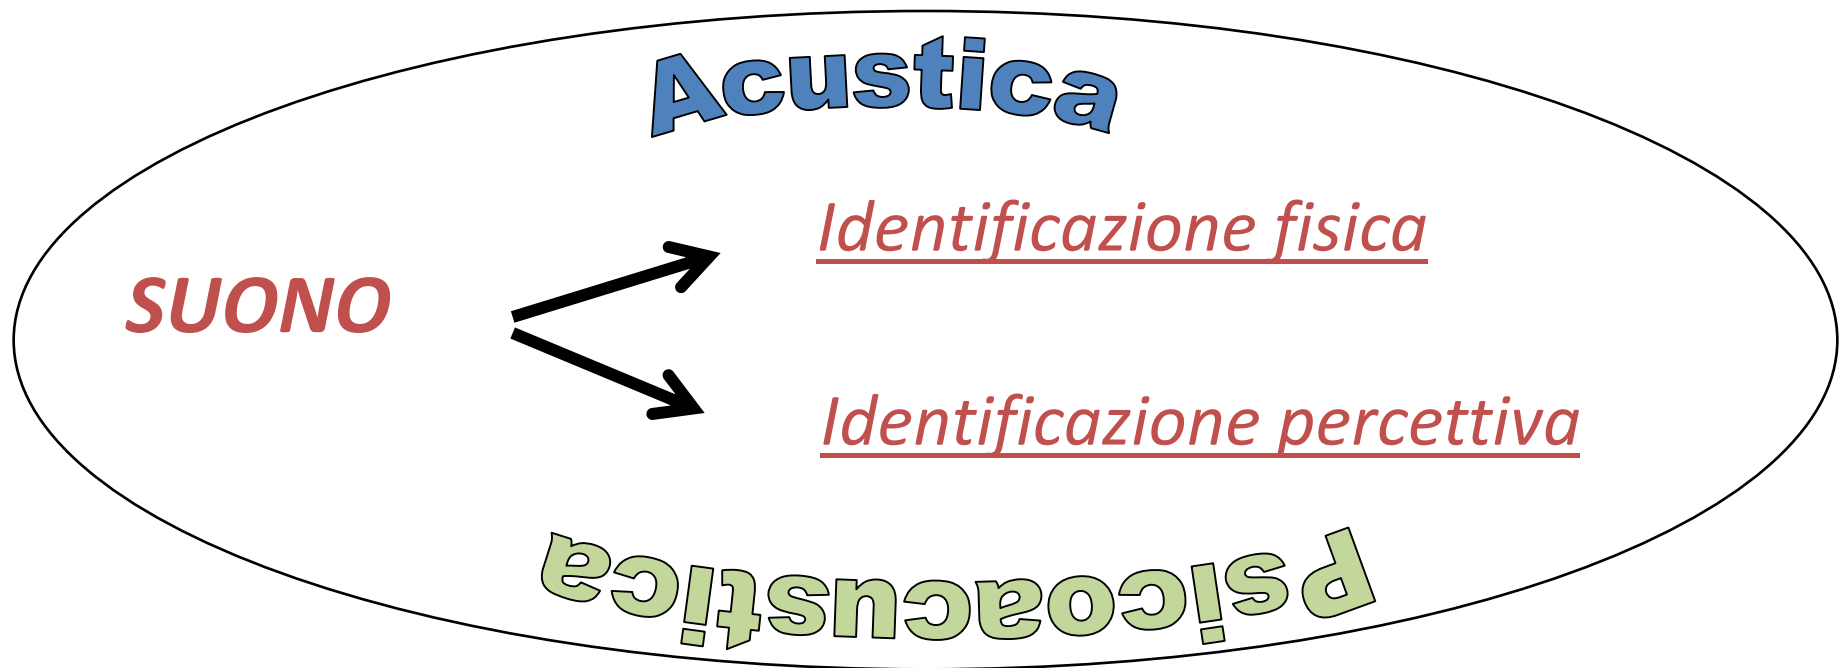 Acustica
Identificazione fisica
SUONO
Identificazione percettiva
Psicoacustica